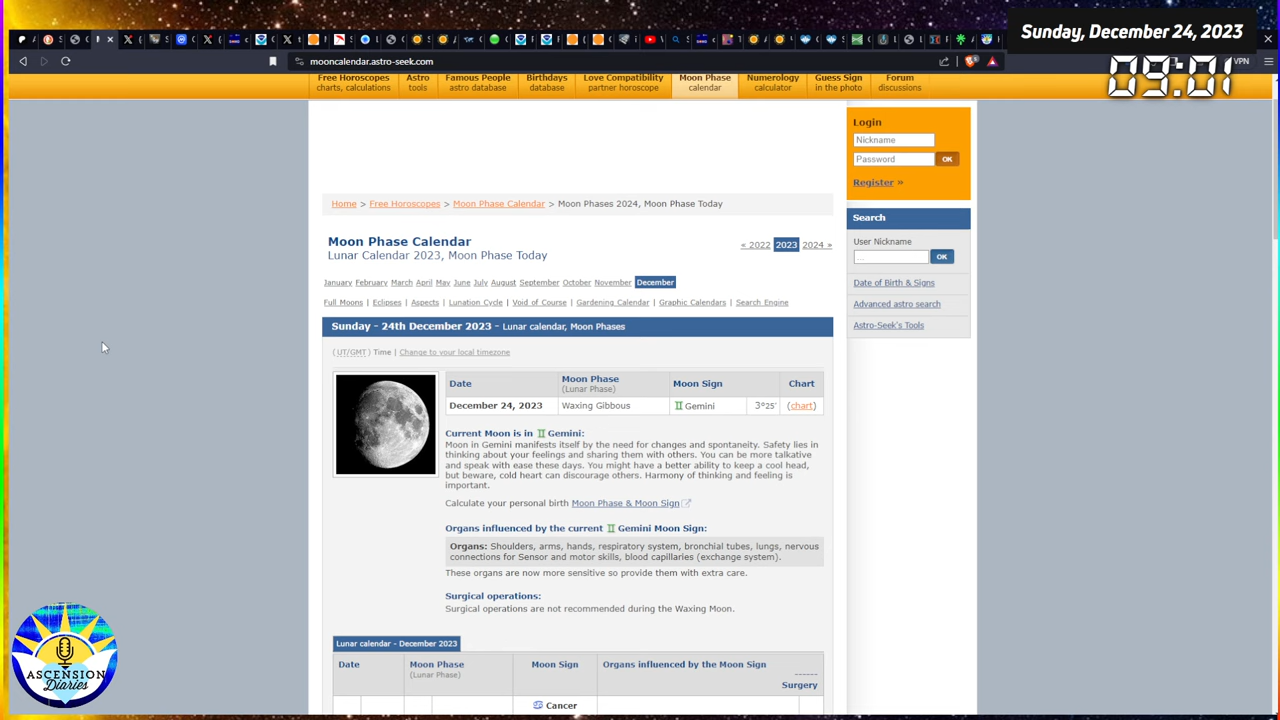 Sunday, December 24, 2023
09:01
mooncalendar.astro-seek.com
VPN
Free Horoscopes
charts, calculations
Astro
tools
Famous People
astro database
Birthdays
database
Love Compatibility
partner horoscope
Moon Phase
calendar
Numerology
calculator
Guess Sign
in the photo
Forum
discussions
Login
Nickname
Password OK
Register »
Home > Free Horoscopes > Moon Phase Calendar > Moon Phases 2024, Moon Phase Today
Search
User Nickname
... OK
Date of Birth & Signs
Advanced astro search
Astro-Seek's Tools
Moon Phase Calendar
Lunar Calendar 2023, Moon Phase Today
« 2022 2023 2024 »
January February March April May June July August September October November December
Full Moons | Eclipses | Aspects | Lunation Cycle | Void of Course | Gardening Calendar | Graphic Calendars | Search Engine
Sunday - 24th December 2023 - Lunar calendar, Moon Phases
(UT/GMT) Time | Change to your local timezone
Date Moon Phase Moon Sign Chart
(Lunar Phase)
December 24, 2023 Waxing Gibbous ♊ Gemini 3º25' (chart)
Current Moon is in ♊ Gemini:
Moon in Gemini manifests itself by the need for changes and spontaneity. Safety lies in
thinking about your feelings and sharing them with others. You can be more talkative
and speak with ease these days. You might have a better ability to keep a cool head,
but beware, cold heart can discourage others. Harmony of thinking and feeling is
important.
Calculate your personal birth Moon Phase & Moon Sign
Organs influenced by the current ♊ Gemini Moon Sign:
Organs: Shoulders, arms, hands, respiratory system, bronchial tubes, lungs, nervous
connections for Sensor and motor skills, blood capillaries (exchange system).
These organs are now more sensitive so provide them with extra care.
Surgical operations:
Surgical operations are not recommended during the Waxing Moon.
Lunar calendar - December 2023
Date Moon Phase Moon Sign Organs influenced by the Moon Sign
(Lunar Phase)
------
Surgery
♋ Cancer
ASCENSION
Diaries